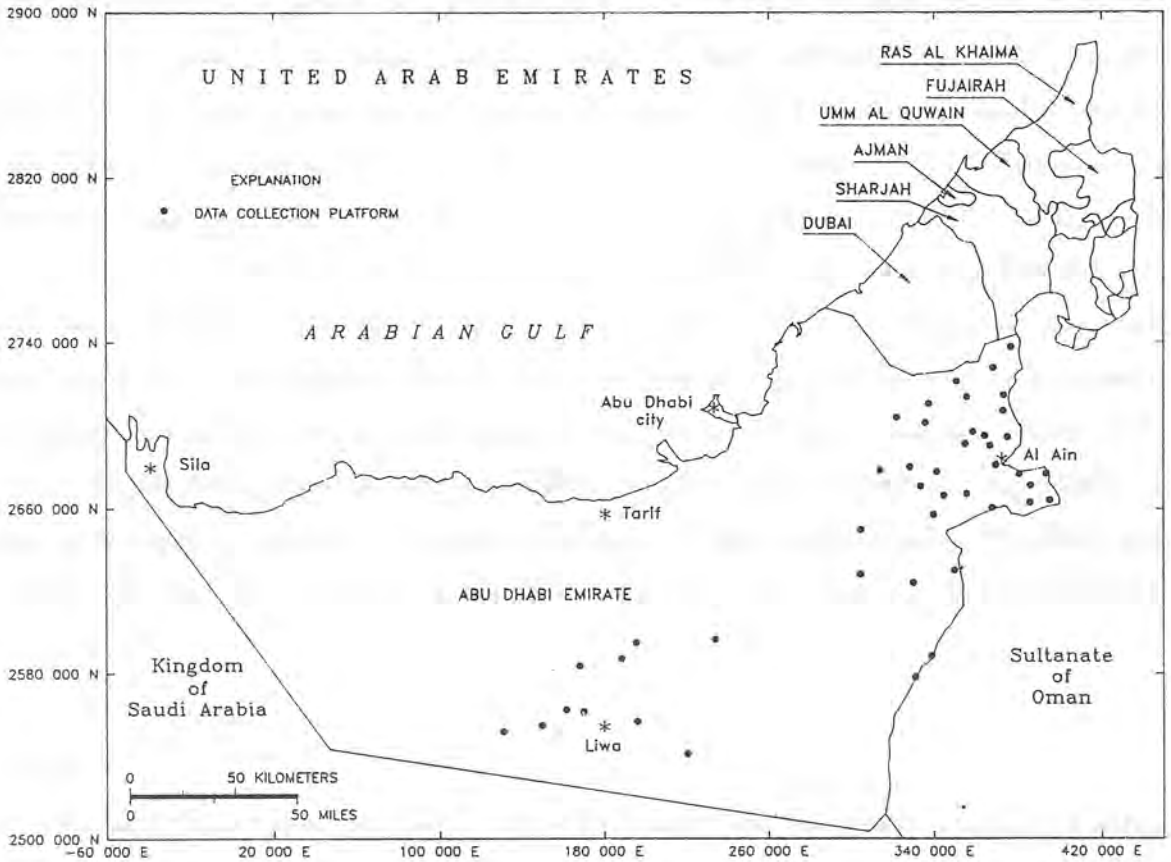 2900 000 N
UNITED ARAB EMIRATES
RAS AL KHAIMA
FUJAIRAH
UMM AL QUWAIN
AJMAN
SHARJAH
DUBAI
2820 000 N
EXPLANATION
DATA COLLECTION PLATFORM
ARABIAN GULF
2740 000 N
Abu Dhabi
city
Sila
Al Ain
2660 000 N
Tarif
ABU DHABI EMIRATE
Kingdom
of
Saudi Arabia
Sultanate
of
Oman
2580 000 N
Liwa
0 50 KILOMETERS
0 50 MILES
2500 000 N
-60 000 E 20 000 E 100 000 E 180 000 E 260 000 E 340 000 E 420 000 E